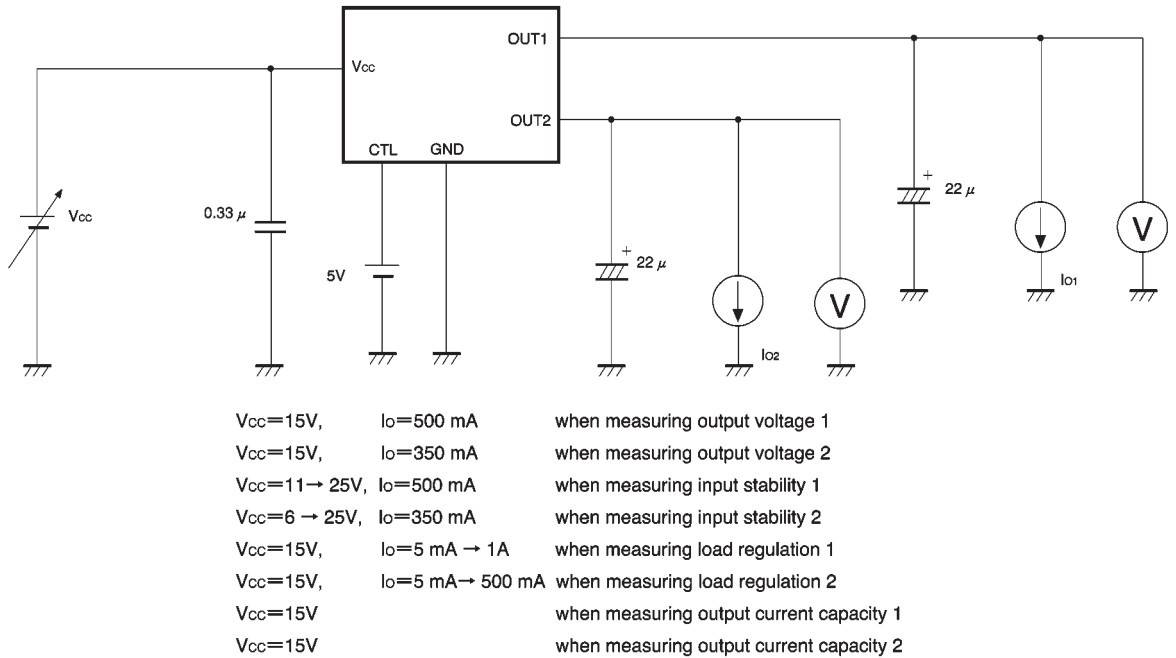 OUT1
Vcc
OUT2
CTL GND
+
22 μ
Vcc
0.33 μ
V
+
22 μ
5V
Io1
V
Io2
Vcc=15V, Io=500 mA when measuring output voltage 1
Vcc=15V, Io=350 mA when measuring output voltage 2
Vcc=11→ 25V, Io=500 mA when measuring input stability 1
Vcc=6 → 25V, Io=350 mA when measuring input stability 2
Vcc=15V, Io=5 mA → 1A when measuring load regulation 1
Vcc=15V, Io=5 mA→ 500 mA when measuring load regulation 2
Vcc=15V when measuring output current capacity 1
Vcc=15V when measuring output current capacity 2